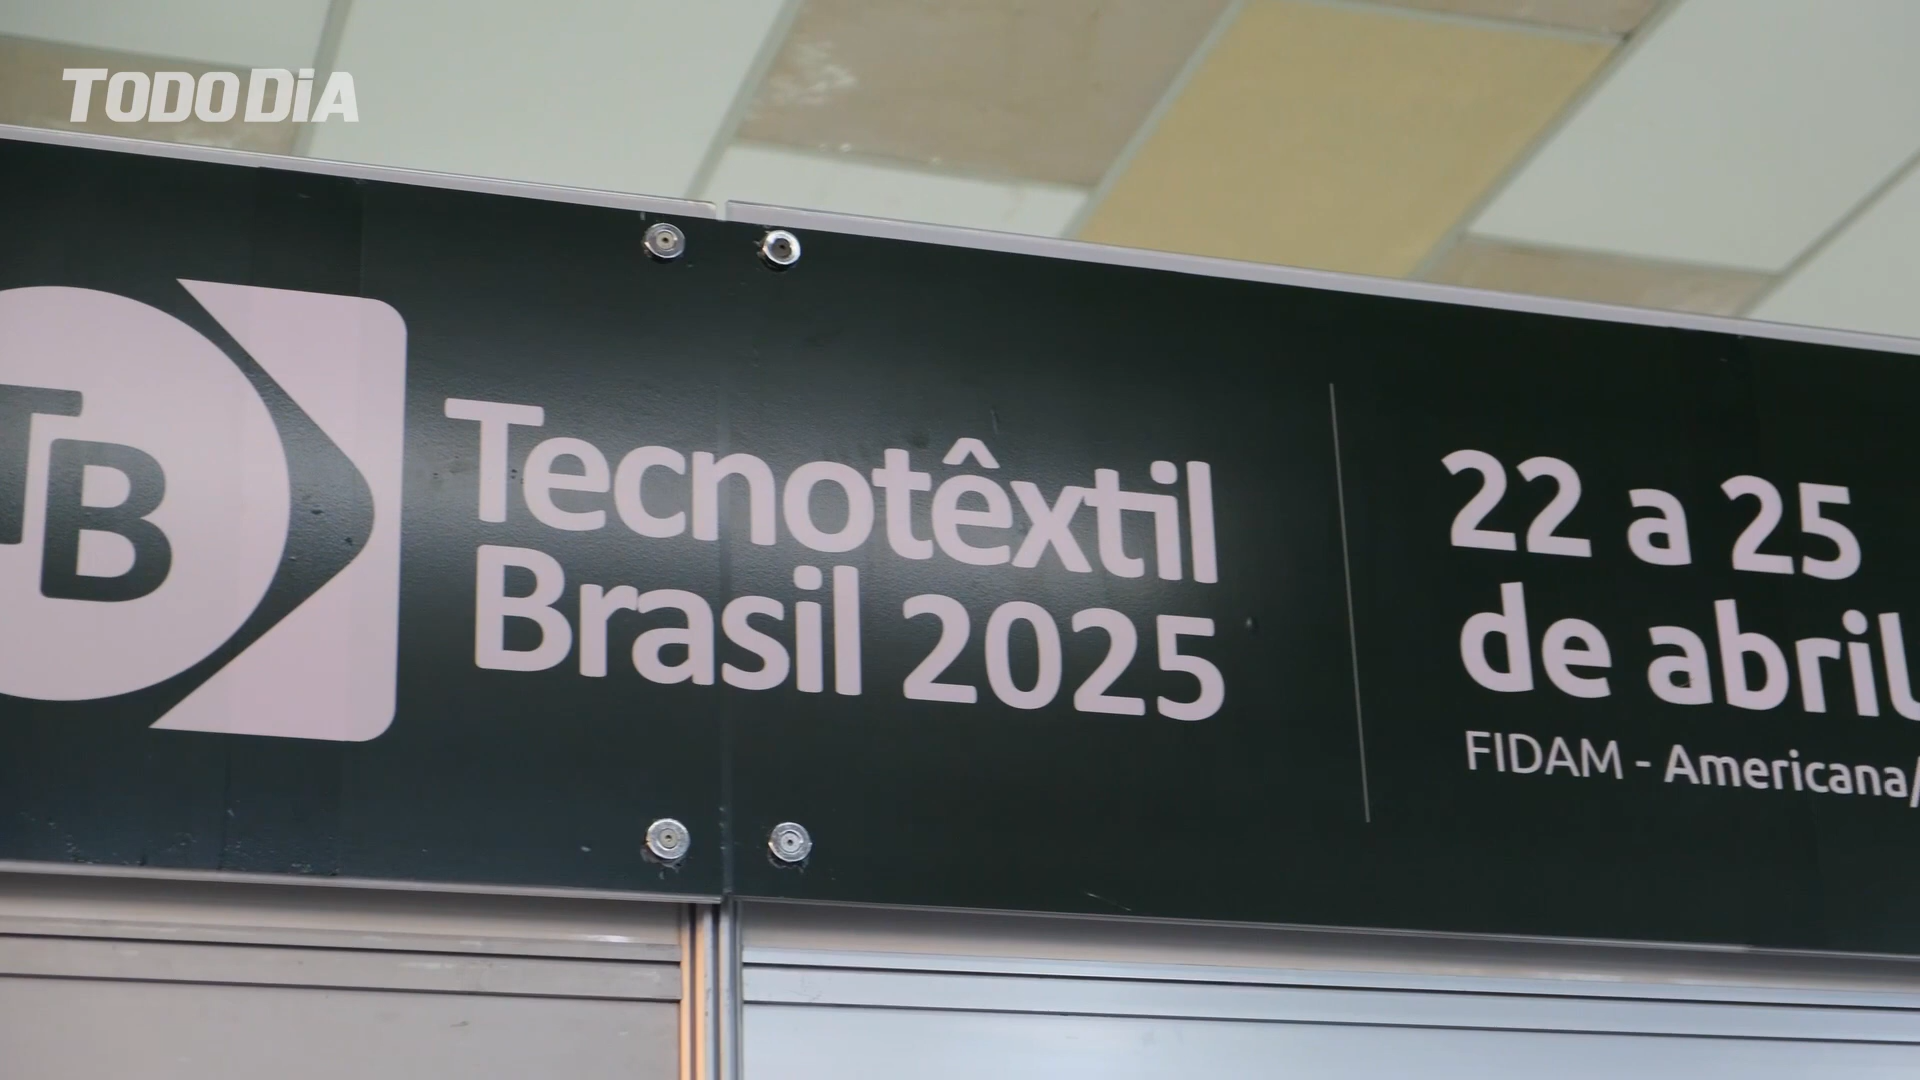 TODODiA
TB
Tecnotêxtil
Brasil 2025
22 a 25
de abril
FIDAM - Americana/